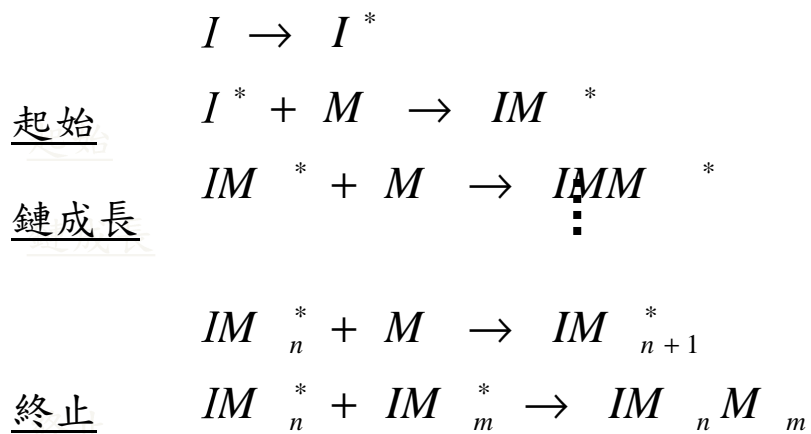 I → I*
起始 I* + M → IM*
鏈成長 IM* + M → IMM*
⋮
IMₙ* + M → IMₙ₊₁*
終止 IMₙ* + IMₘ* → IMₙMₘ